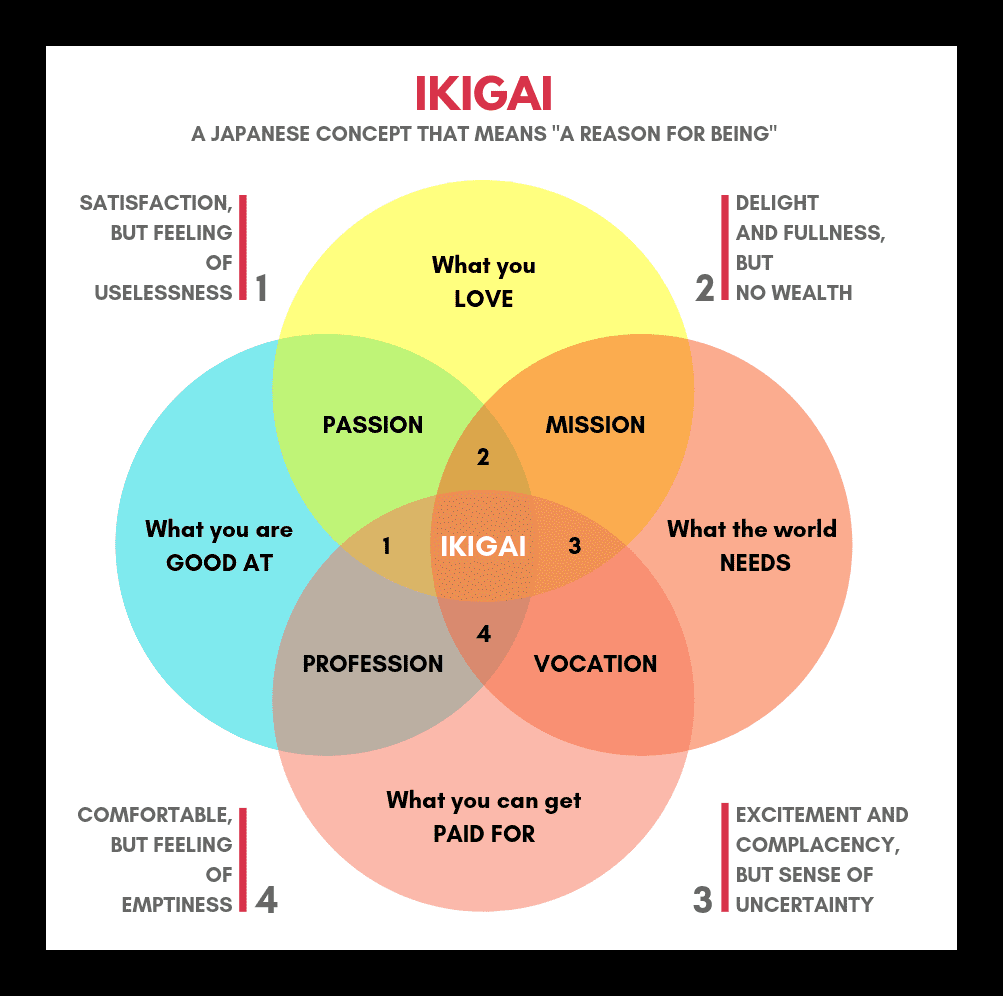 IKIGAI
A JAPANESE CONCEPT THAT MEANS "A REASON FOR BEING"
SATISFACTION,
BUT FEELING
OF
USELESSNESS
1
DELIGHT
AND FULLNESS,
BUT
NO WEALTH
2
What you
LOVE
PASSION
MISSION
2
What you are
GOOD AT
1
IKIGAI
3
What the world
NEEDS
4
PROFESSION
VOCATION
What you can get
PAID FOR
COMFORTABLE,
BUT FEELING
OF
EMPTINESS
4
EXCITEMENT AND
COMPLACENCY,
BUT SENSE OF
UNCERTAINTY
3